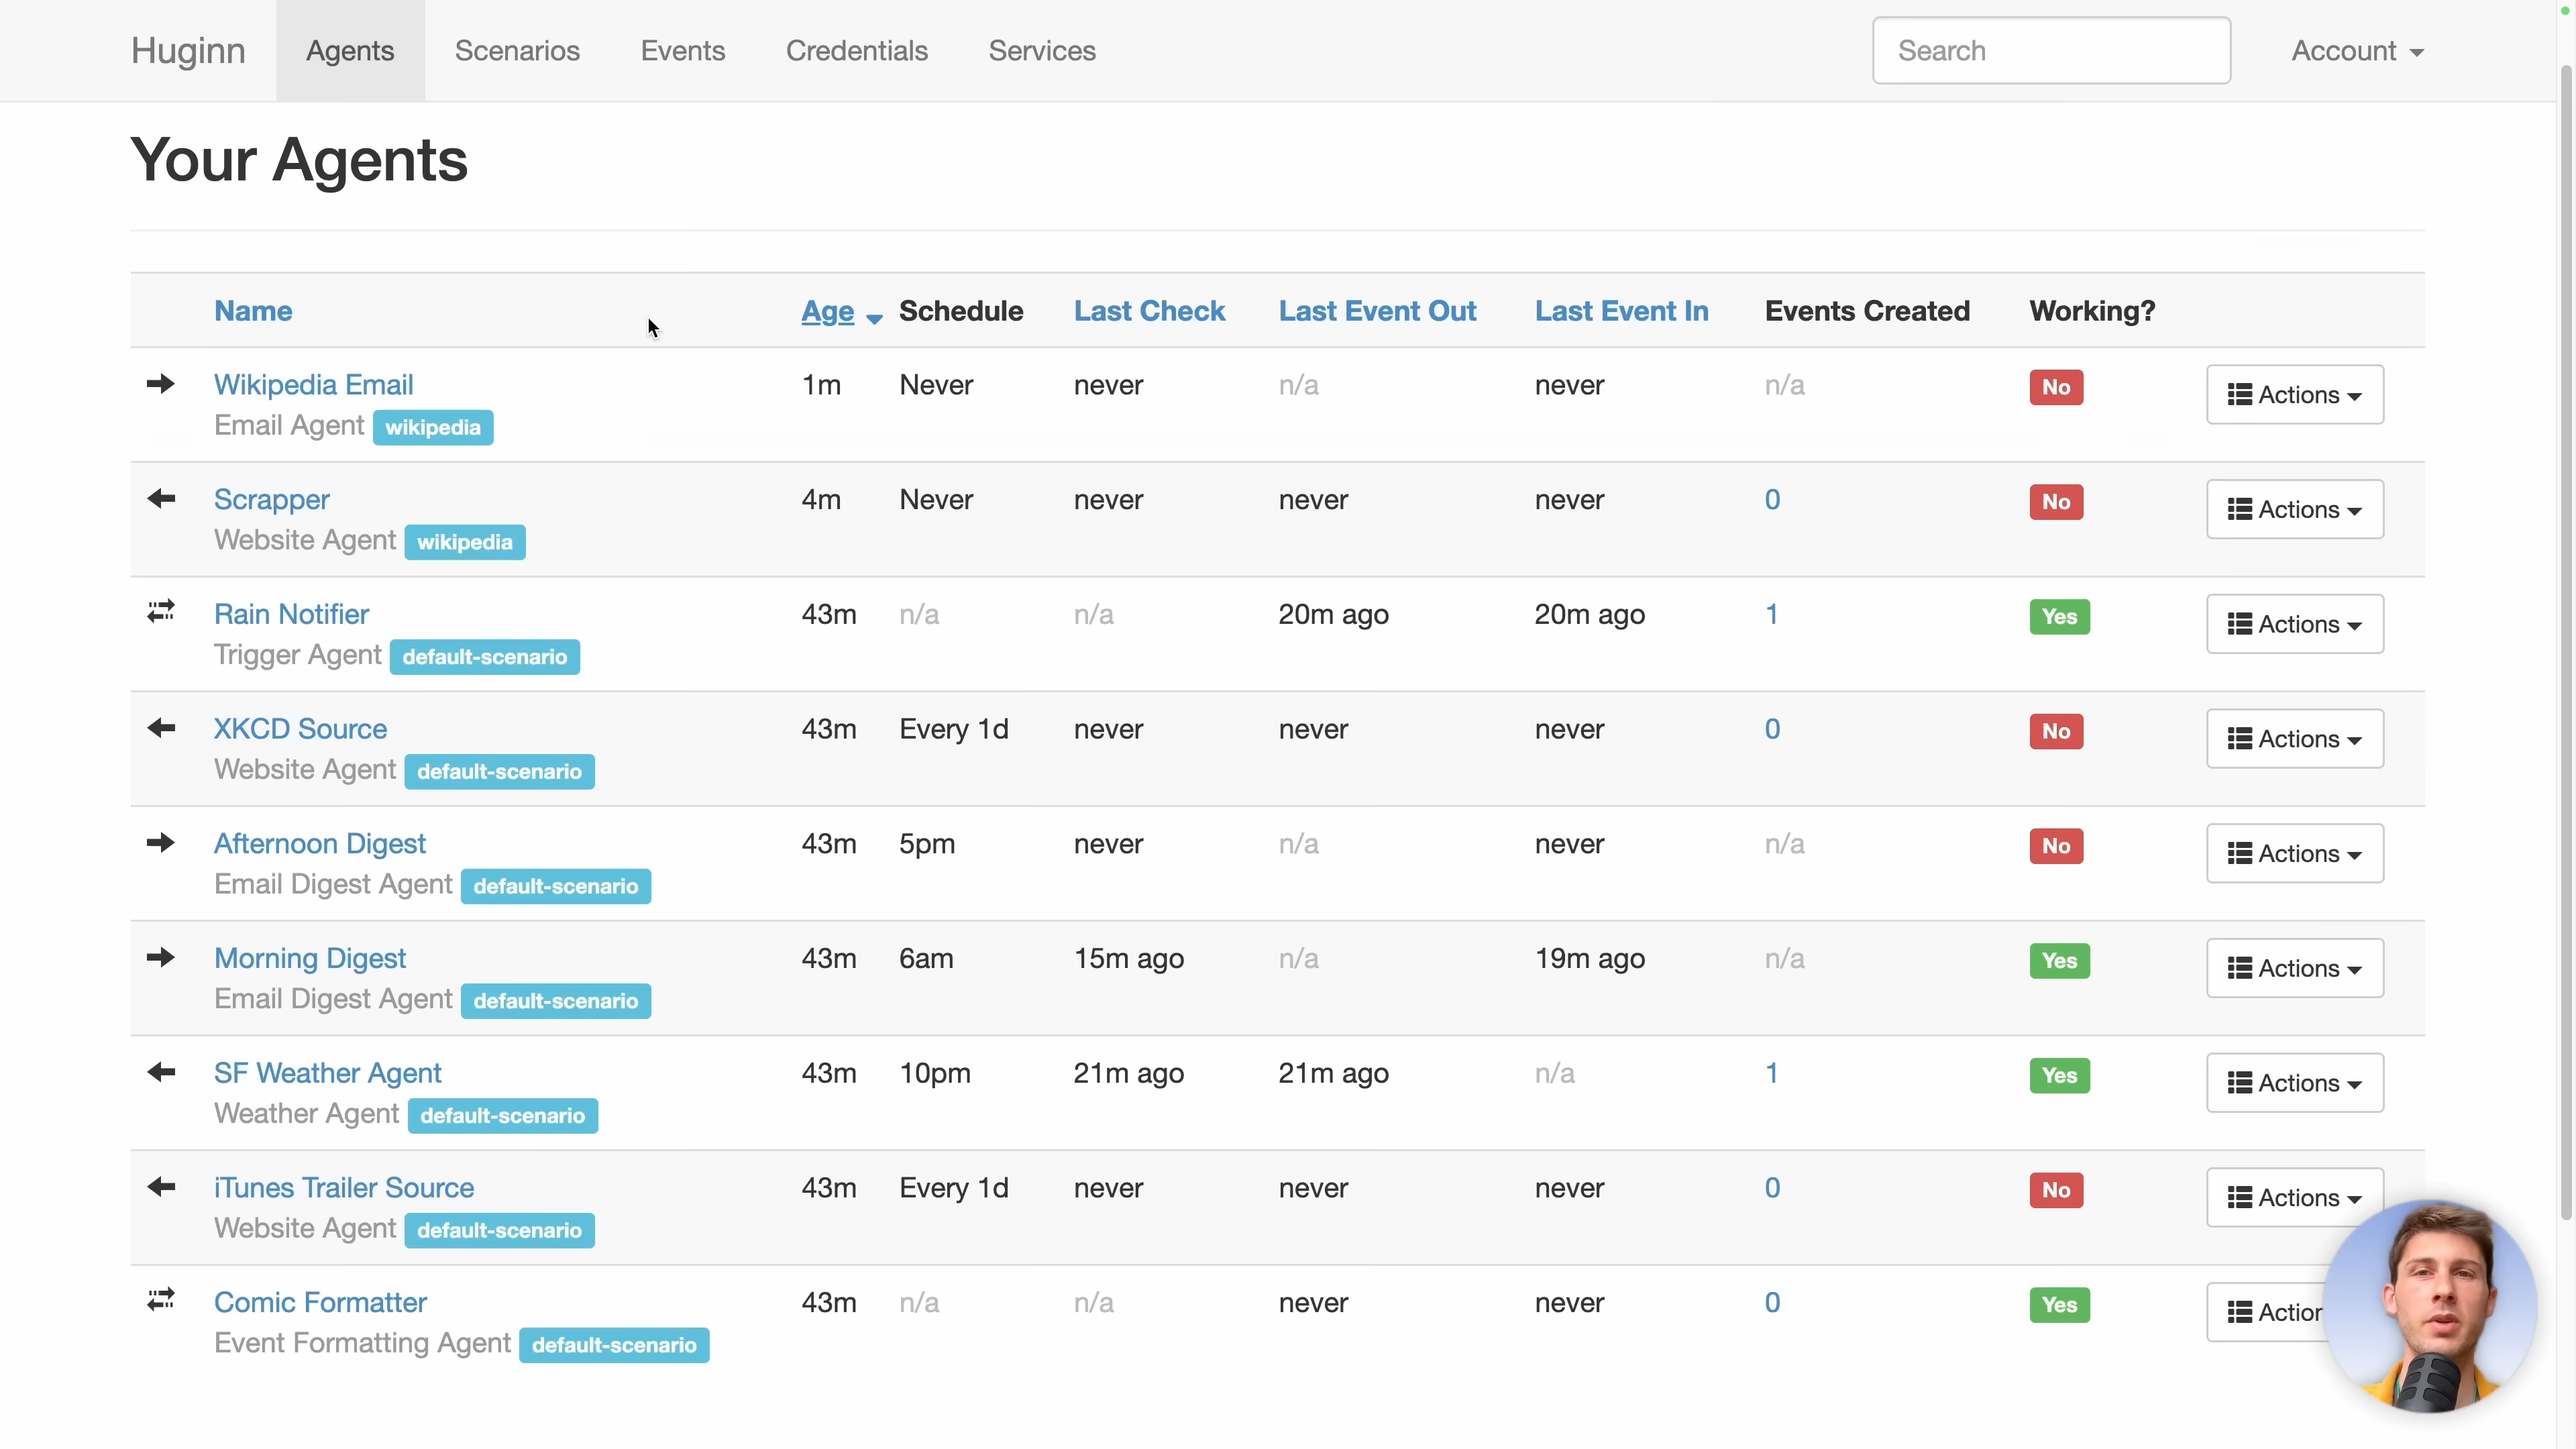 Huginn Agents Scenarios Events Credentials Services Search Account
Your Agents
Name Age Schedule Last Check Last Event Out Last Event In Events Created Working?
Wikipedia Email 1m Never never n/a never n/a No Actions
Email Agent wikipedia
Scrapper 4m Never never never never 0 No Actions
Website Agent wikipedia
Rain Notifier 43m n/a n/a 20m ago 20m ago 1 Yes Actions
Trigger Agent default-scenario
XKCD Source 43m Every 1d never never never 0 No Actions
Website Agent default-scenario
Afternoon Digest 43m 5pm never n/a never n/a No Actions
Email Digest Agent default-scenario
Morning Digest 43m 6am 15m ago n/a 19m ago n/a Yes Actions
Email Digest Agent default-scenario
SF Weather Agent 43m 10pm 21m ago 21m ago n/a 1 Yes Actions
Weather Agent default-scenario
iTunes Trailer Source 43m Every 1d never never never 0 No Actions
Website Agent default-scenario
Comic Formatter 43m n/a n/a never never 0 Yes Action
Event Formatting Agent default-scenario